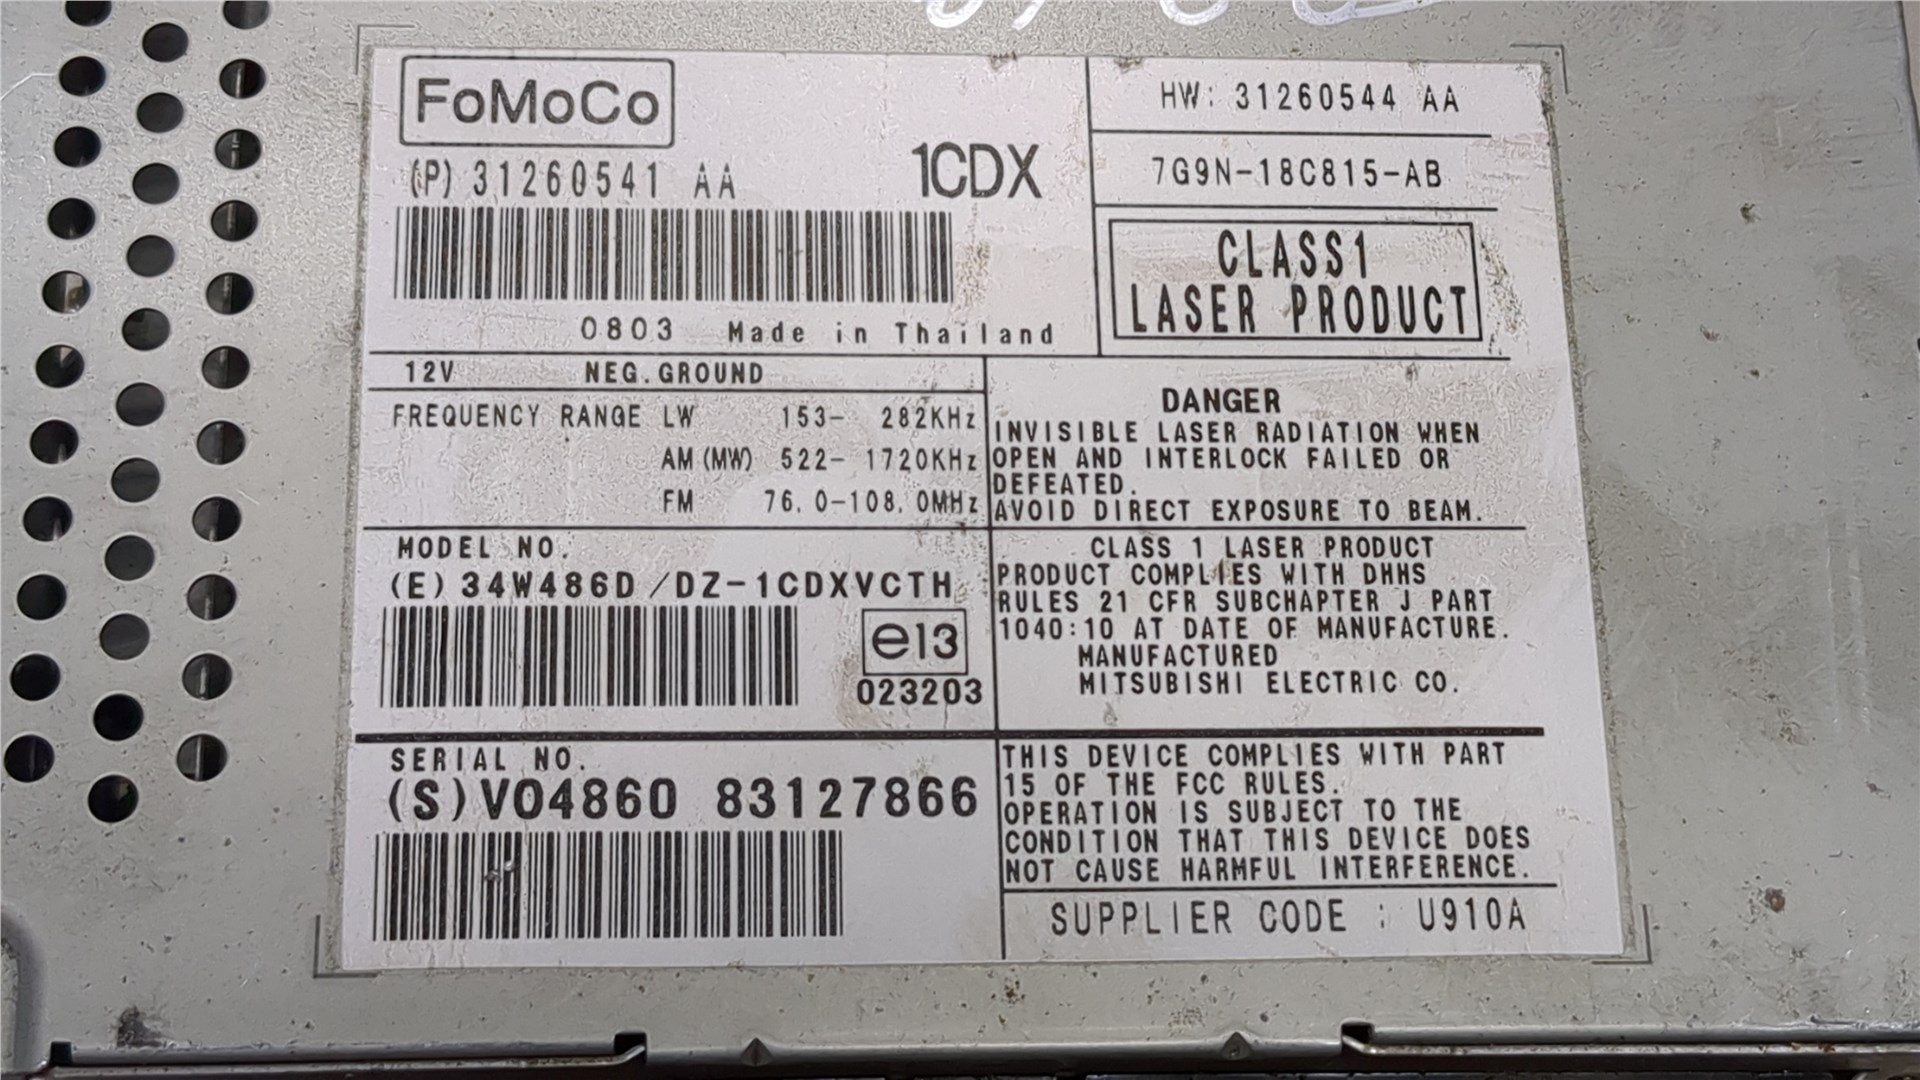 FoMoCo
(P) 31260541 AA
1CDX
0803 Made in Thailand
HW: 31260544 AA
7G9N-18C815-AB
CLASS1
LASER PRODUCT
12V NEG.GROUND
FREQUENCY RANGE LW 153- 282KHz
AM(MW) 522- 1720KHz
FM 76.0-108.0MHz
DANGER
INVISIBLE LASER RADIATION WHEN
OPEN AND INTERLOCK FAILED OR
DEFEATED.
AVOID DIRECT EXPOSURE TO BEAM.
MODEL NO.
(E) 34W486D /DZ-1CDXVCTH
e13
023203
CLASS 1 LASER PRODUCT
PRODUCT COMPLIES WITH DHHS
RULES 21 CFR SUBCHAPTER J PART
1040:10 AT DATE OF MANUFACTURE.
MANUFACTURED
MITSUBISHI ELECTRIC CO.
SERIAL NO.
(S)VO4860 83127866
THIS DEVICE COMPLIES WITH PART
15 OF THE FCC RULES.
OPERATION IS SUBJECT TO THE
CONDITION THAT THIS DEVICE DOES
NOT CAUSE HARMFUL INTERFERENCE.
SUPPLIER CODE : U910A